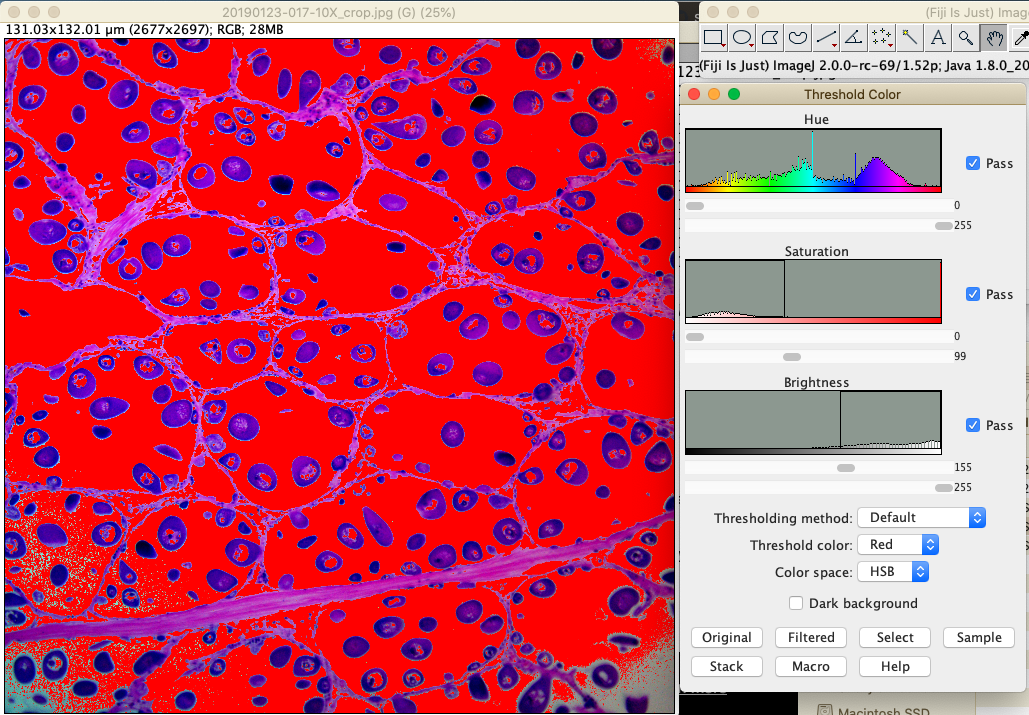 20190123-017-10X_crop.jpg (G) (25%)
131.03x132.01 µm (2677x2697); RGB; 28MB
(Fiji Is Just) Imag
(Fiji Is Just) ImageJ 2.0.0-rc-69/1.52p; Java 1.8.0_20
Threshold Color
Hue
Pass
0
255
Saturation
Pass
0
99
Brightness
Pass
155
255
Thresholding method: Default
Threshold color: Red
Color space: HSB
Dark background
Original Filtered Select Sample
Stack Macro Help
Macintosh SSD